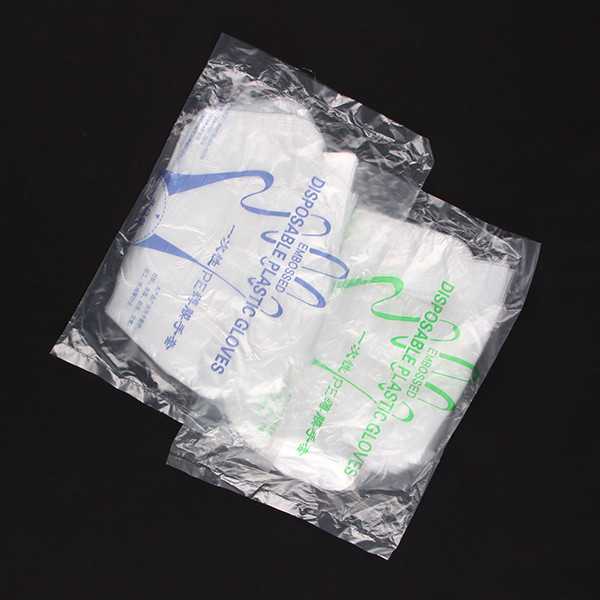 EMBOSSED
DISPOSABLE PLASTIC GLOVES
一次性PE薄膜手套
EMBOSSED
DISPOSABLE PLASTIC GLOVES
一次性PE薄膜手套